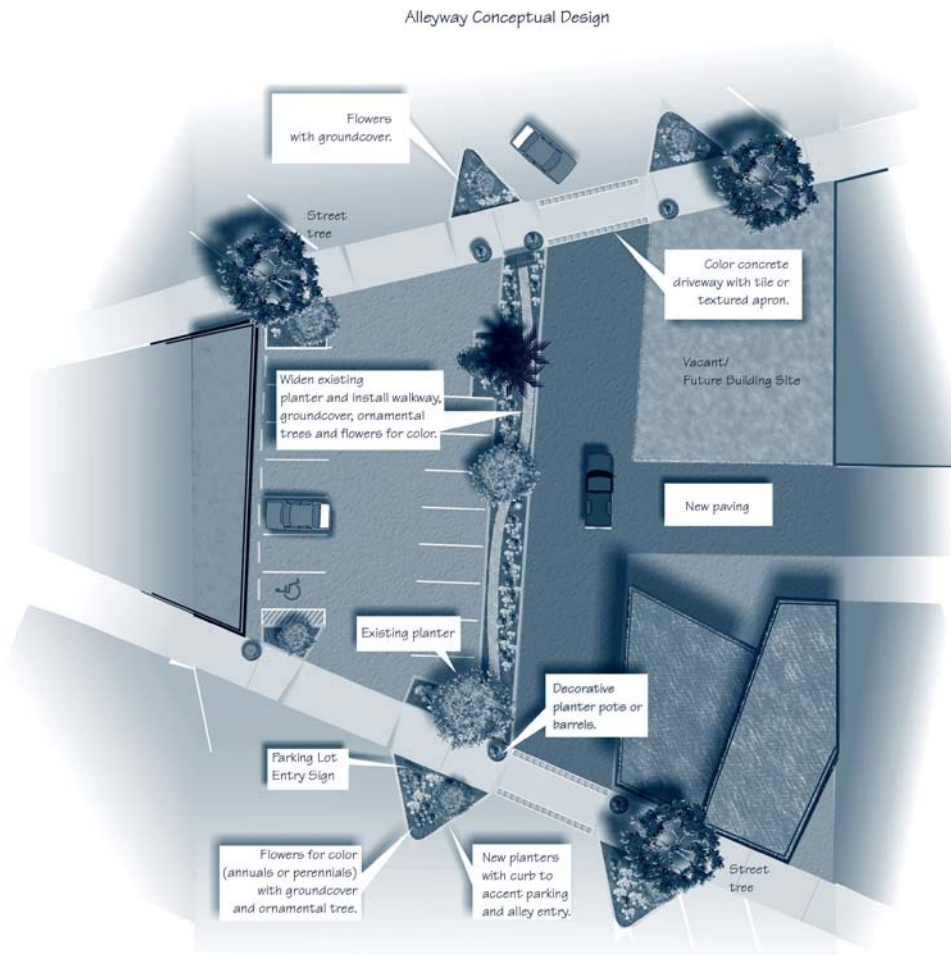 Alleyway Conceptual Design
Flowers
with groundcover.
Street
tree
Color concrete
driveway with tile or
textured apron.
Vacant/
Future Building Site
Widen existing
planter and install walkway,
groundcover, ornamental
trees and flowers for color.
New paving
Existing planter
Decorative
planter pots or
barrels.
Parking Lot
Entry Sign
Flowers for color
(annuals or perennials)
with groundcover
and ornamental tree.
New planters
with curb to
accent parking
and alley entry.
Street
tree